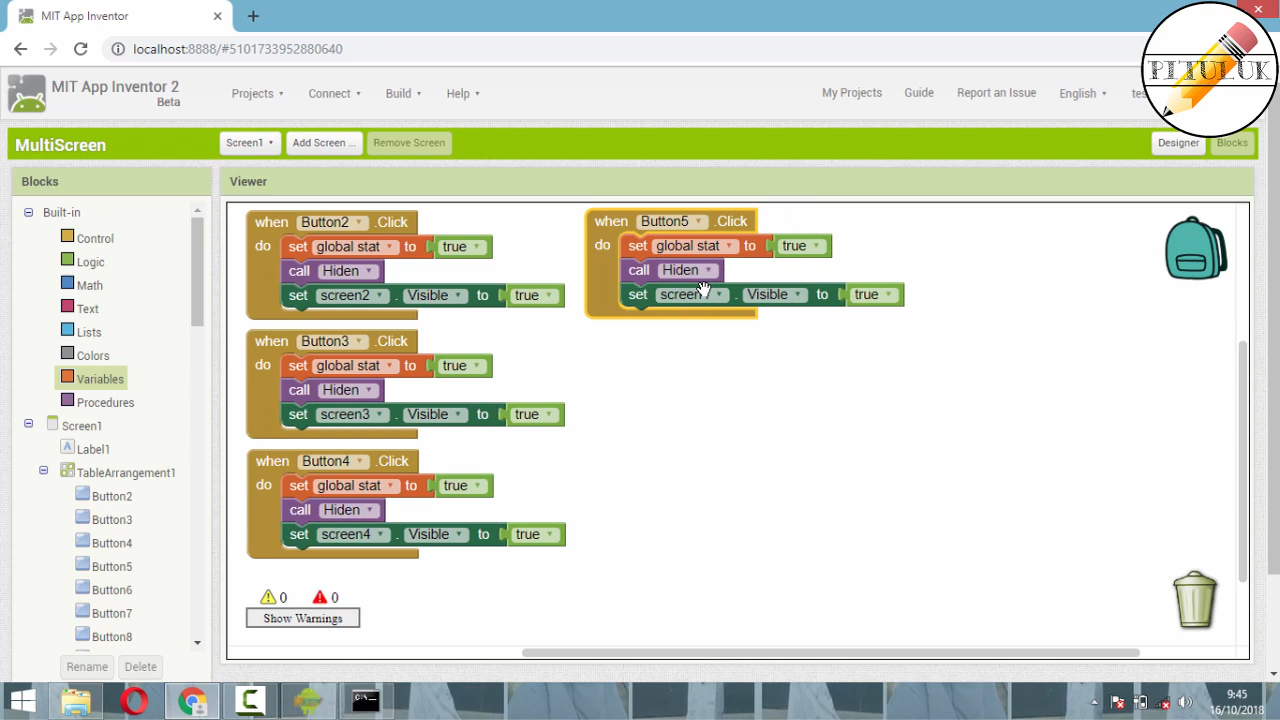 MIT App Inventor
localhost:8888/#5101733952880640
PITULUK
MIT App Inventor 2
Beta
Projects
Connect
Build
Help
My Projects
Guide
Report an Issue
English
MultiScreen
Screen1
Add Screen ...
Remove Screen
Designer
Blocks
Blocks
Viewer
Built-in
Control
Logic
Math
Text
Lists
Colors
Variables
Procedures
Screen1
Label1
TableArrangement1
Button2
Button3
Button4
Button5
Button6
Button7
Button8
Rename
Delete
when Button2 .Click
do set global stat to true
call Hiden
set screen2 . Visible to true
when Button3 .Click
do set global stat to true
call Hiden
set screen3 . Visible to true
when Button4 .Click
do set global stat to true
call Hiden
set screen4 . Visible to true
when Button5 .Click
do set global stat to true
call Hiden
set . Visible to true
0 0
Show Warnings
9:45
16/10/2018